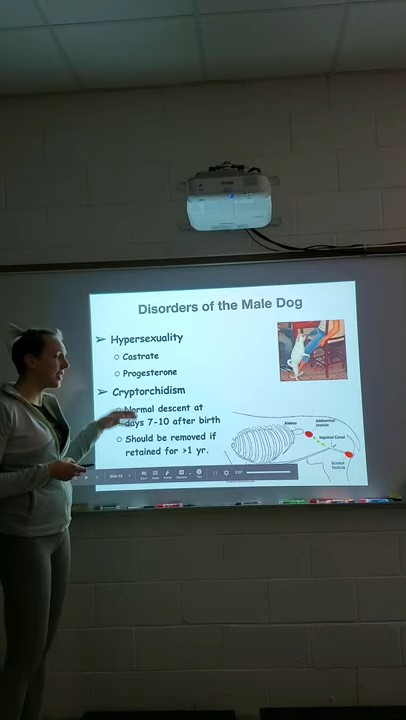 EPSON
Disorders of the Male Dog
➢ Hypersexuality
○ Castrate
○ Progesterone
➢ Cryptorchidism
○ Normal descent at
days 7-10 after birth
○ Should be removed if
retained for >1 yr.
Kidney
Abdominal
testicle
Inguinal Canal
Scrotal
Testicle